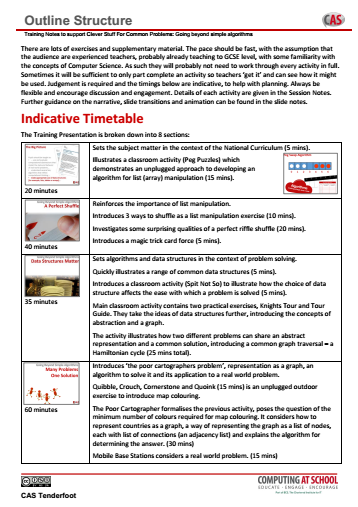 Outline Structure
CAS
Training Notes to support Clever Stuff For Common Problems: Going beyond simple algorithms
There are lots of exercises and supplementary material. The pace should be fast, with the assumption that
the audience are experienced teachers, probably already teaching to GCSE level, with some familiarity
with the concepts of Computer Science. As such they will probably not need to work through every activity in full.
Sometimes it will be sufficient to only part complete an activity so teachers 'get it' and can see how it might
be used. Judgement is required and the timings below are indicative, to help with planning. Always be
flexible and encourage discussion and engagement. Details of each activity are given in the Session Notes.
Further guidance on the narrative, slide transitions and animation can be found in the slide notes.
Indicative Timetable
The Training Presentation is broken down into 8 sections:
20 minutes
Sets the subject matter in the context of the National Curriculum (5 mins).
Illustrates a classroom activity (Peg Puzzles) which
demonstrates an unplugged approach to developing an
algorithm for list (array) manipulation (15 mins).
A Perfect Shuffle
40 minutes
Reinforces the importance of list manipulation.
Introduces 3 ways to shuffle as a list manipulation exercise (10 mins).
Investigates some surprising qualities of a perfect riffle shuffle (20 mins).
Introduces a magic trick card force (5 mins).
Data Structures Matter
35 minutes
Sets algorithms and data structures in the context of problem solving.
Quickly illustrates a range of common data structures (5 mins).
Introduces a classroom activity (Spit Not So) to illustrate how the choice of data
structure affects the ease with which a problem is solved (5 mins).
Main classroom activity contains two practical exercises, Knights Tour and Tour
Guide. They take the ideas of data structures further, introducing the concepts of
abstraction and a graph.
The activity illustrates how two different problems can share an abstract
representation and a common solution, introducing a common graph traversal – a
Hamiltonian cycle (25 mins total).
Many Problems
One Solution
60 minutes
Introduces 'the poor cartographers problem', representation as a graph, an
algorithm to solve it and its application to a real world problem.
Quibble, Crouch, Cornerstone and Quoink (15 mins) is an unplugged outdoor
exercise to introduce map colouring.
The Poor Cartographer formalises the previous activity, poses the question of the
minimum number of colours required for map colouring. It considers how to
represent countries as a graph, a way of representing the graph as a list of nodes,
each with list of connections (an adjacency list) and explains the algorithm for
determining the answer. (30 mins)
Mobile Base Stations considers a real world problem. (15 mins)
CAS Tenderfoot
COMPUTING AT SCHOOL
EDUCATE · ENGAGE · ENCOURAGE